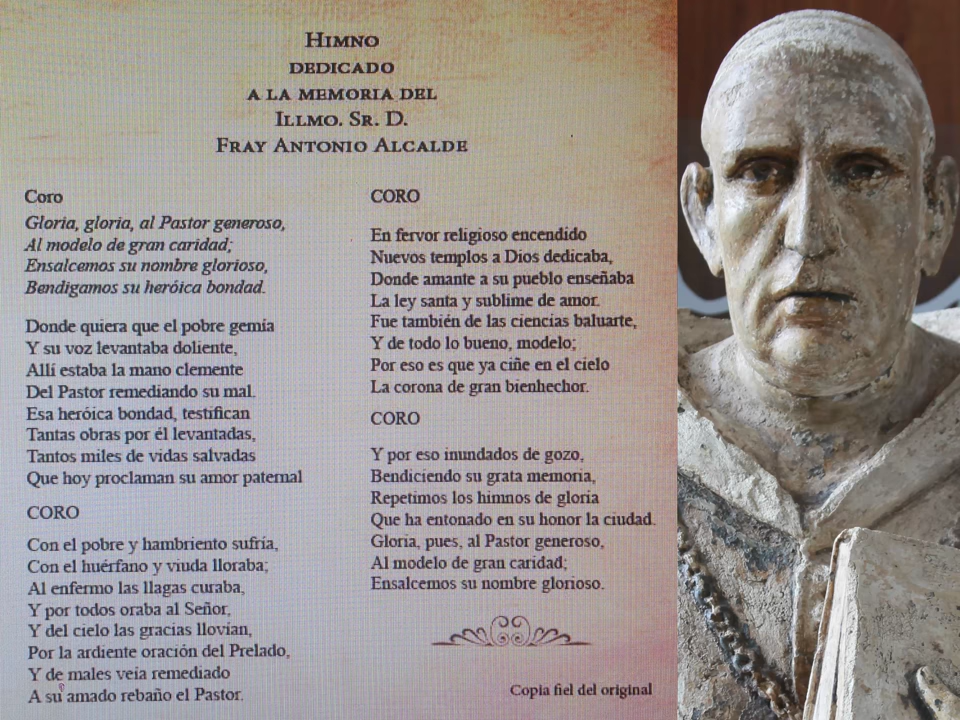 HIMNO
DEDICADO
A LA MEMORIA DEL
ILLMO. SR. D.
FRAY ANTONIO ALCALDE
Coro
Gloria, gloria, al Pastor generoso,
Al modelo de gran caridad;
Ensalcemos su nombre glorioso,
Bendigamos su heróica bondad.
Donde quiera que el pobre gemía
Y su voz levantaba doliente,
Allí estaba la mano clemente
Del Pastor remediando su mal.
Esa heróica bondad, testifican
Tantas obras por él levantadas,
Tantos miles de vidas salvadas
Que hoy proclaman su amor paternal
CORO
Con el pobre y hambriento sufría,
Con el huérfano y viuda lloraba;
Al enfermo las llagas curaba,
Y por todos oraba al Señor,
Y del cielo las gracias llovían,
Por la ardiente oración del Prelado,
Y de males veía remediado
A su amado rebaño el Pastor.
CORO
En fervor religioso encendido
Nuevos templos a Dios dedicaba,
Donde amante a su pueblo enseñaba
La ley santa y sublime de amor.
Fue también de las ciencias baluarte,
Y de todo lo bueno, modelo;
Por eso es que ya ciñe en el cielo
La corona de gran bienhechor.
CORO
Y por eso inundados de gozo,
Bendiciendo su grata memoria,
Repetimos los himnos de gloria
Que ha entonado en su honor la ciudad.
Gloria, pues, al Pastor generoso,
Al modelo de gran caridad;
Ensalcemos su nombre glorioso.
Copia fiel del original